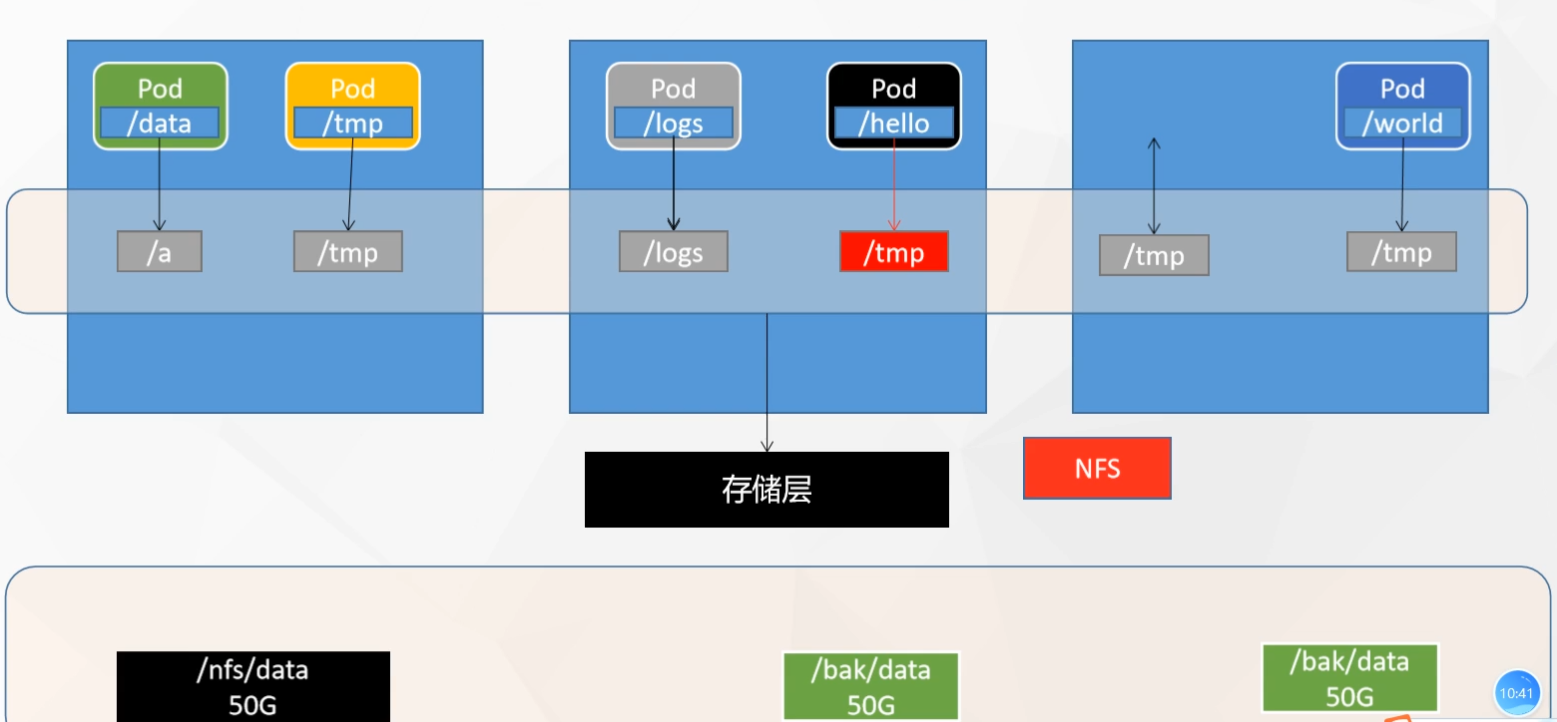 Pod
/data
Pod
/tmp
Pod
/logs
Pod
/hello
Pod
/world
/a
/tmp
/logs
/tmp
/tmp
/tmp
存储层
NFS
/nfs/data
50G
/bak/data
50G
/bak/data
50G
10:41